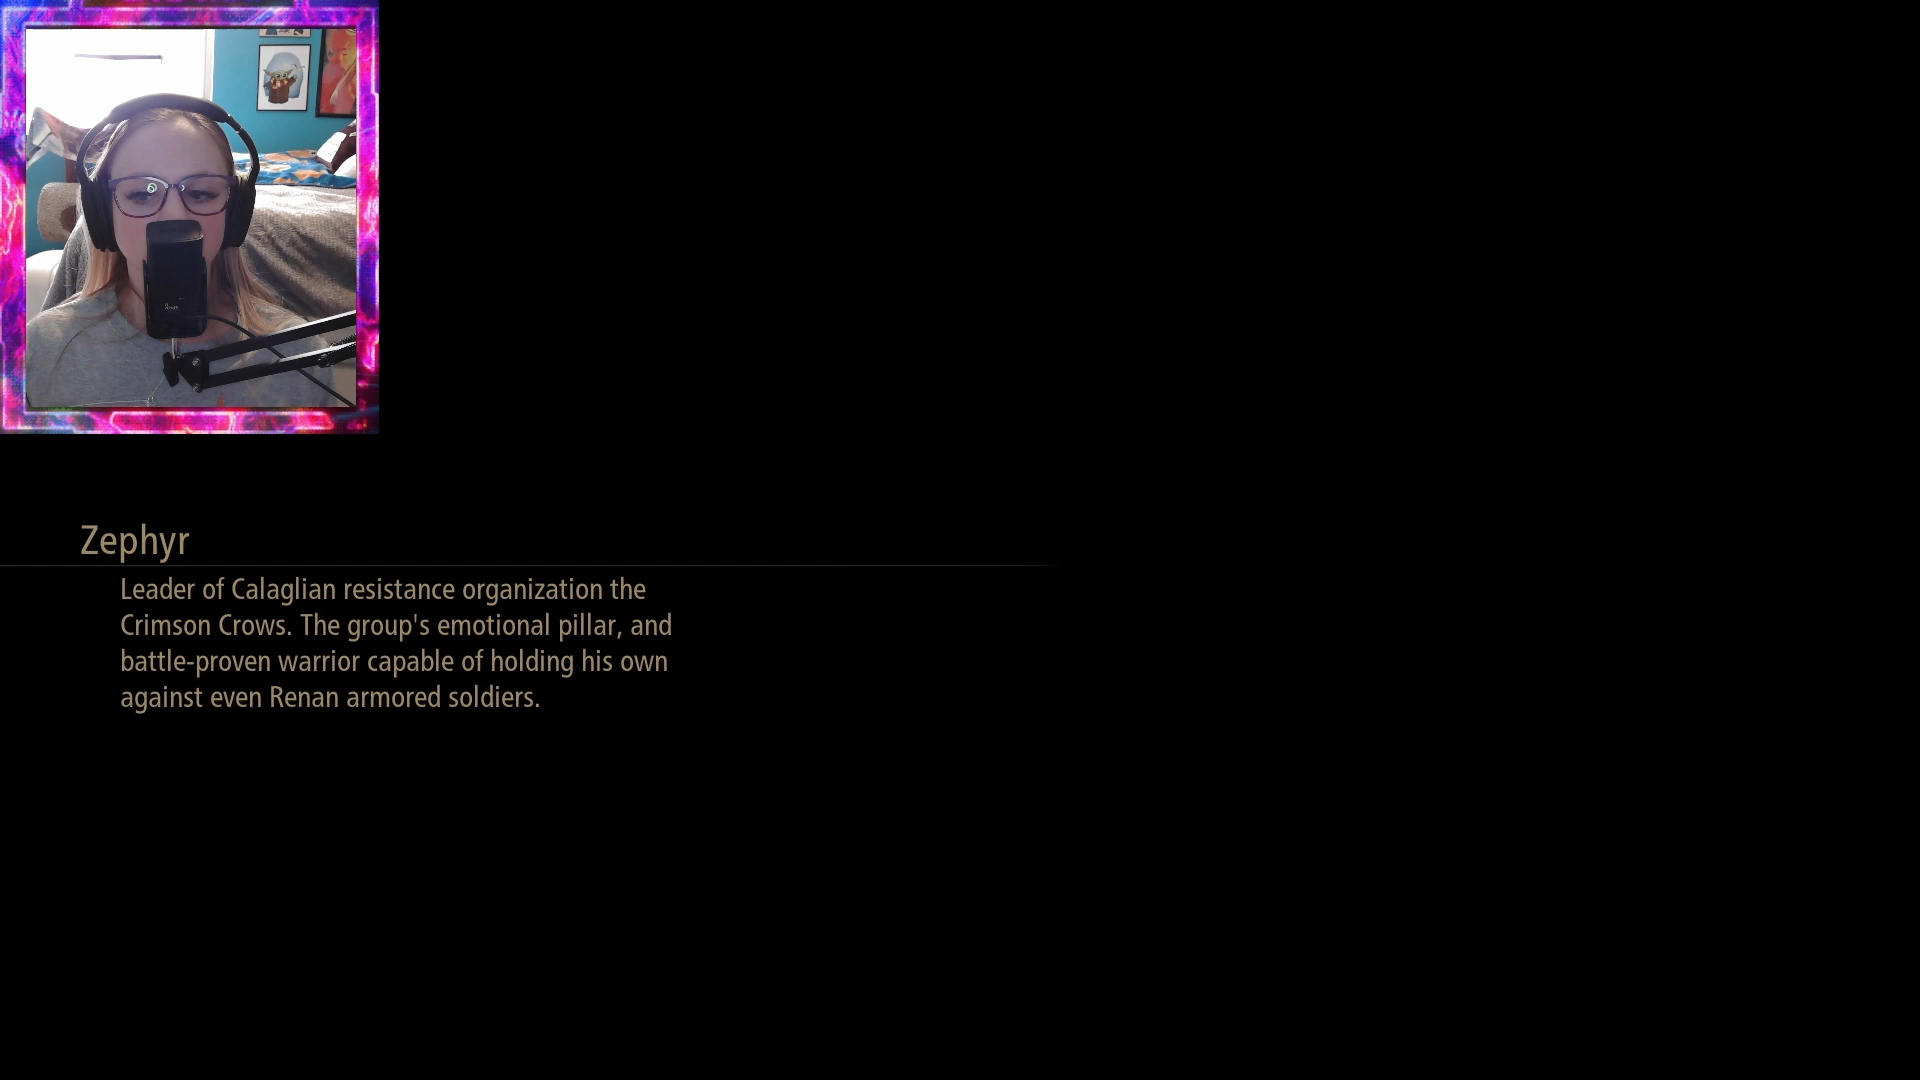 Zephyr
Leader of Calaglian resistance organization the
Crimson Crows. The group's emotional pillar, and
battle-proven warrior capable of holding his own
against even Renan armored soldiers.